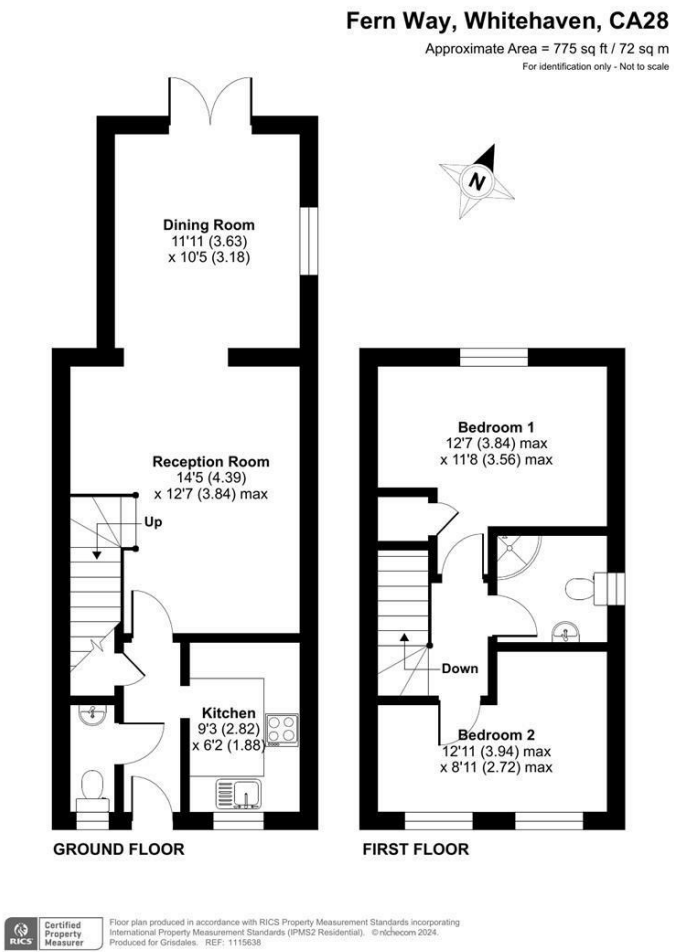 Fern Way, Whitehaven, CA28
Approximate Area = 775 sq ft / 72 sq m
For identification only - Not to scale
N
Dining Room
11'11 (3.63)
x 10'5 (3.18)
Reception Room
14'5 (4.39)
x 12'7 (3.84) max
Up
Kitchen
9'3 (2.82)
x 6'2 (1.88)
GROUND FLOOR
Bedroom 1
12'7 (3.84) max
x 11'8 (3.56) max
Down
Bedroom 2
12'11 (3.94) max
x 8'11 (2.72) max
FIRST FLOOR
RICS
Certified
Property
Measurer
Floor plan produced in accordance with RICS Property Measurement Standards incorporating
International Property Measurement Standards (IPMS2 Residential). © nichecom 2024.
Produced for Grisdales. REF: 1115638